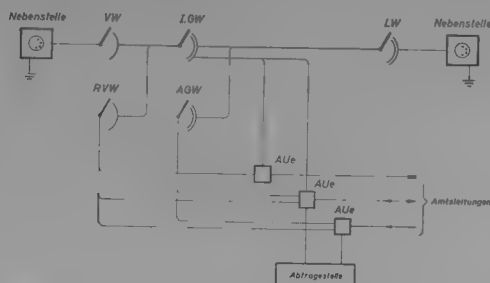 Nebenstelle VW I.GW LW Nebenstelle
RVW AGW
AUe
AUe
AUe
Amtsleitungen
Abfragestelle